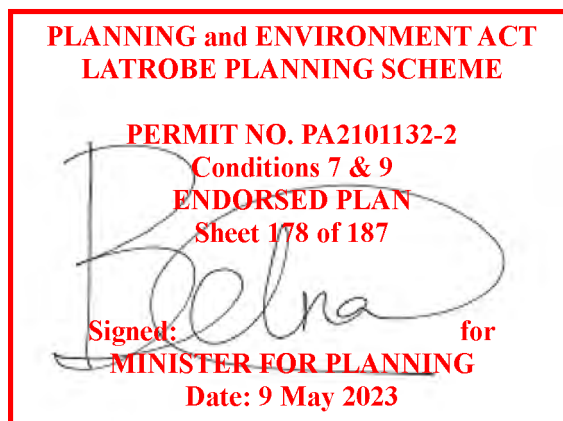 PLANNING and ENVIRONMENT ACT
LATROBE PLANNING SCHEME
PERMIT NO. PA2101132-2
Conditions 7 & 9
ENDORSED PLAN
Sheet 178 of 187
Signed: for
MINISTER FOR PLANNING
Date: 9 May 2023